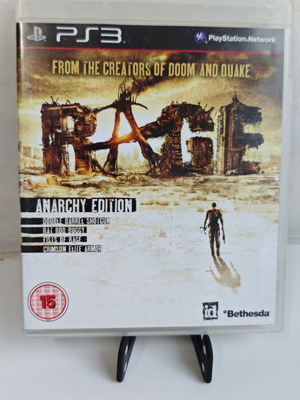 PS3
PlayStation Network
FROM THE CREATORS OF DOOM AND QUAKE
RAGE
ANARCHY EDITION
DOUBLE BARREL SHOTGUN
RAT ROD BUGGY
FISTS OF RAGE
CRIMSON ELITE ARMOR
15
id
Bethesda